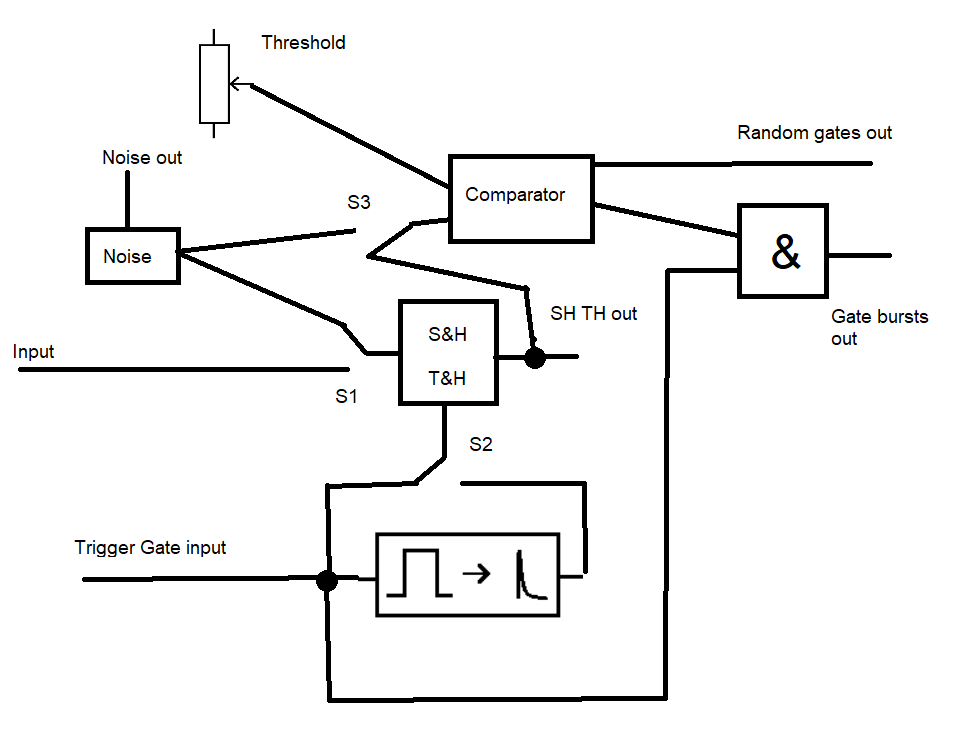 Threshold
Noise out
Random gates out
S3
Comparator
Noise
&
SH TH out
Gate bursts
out
S&H
Input
T&H
S1
S2
Trigger Gate input